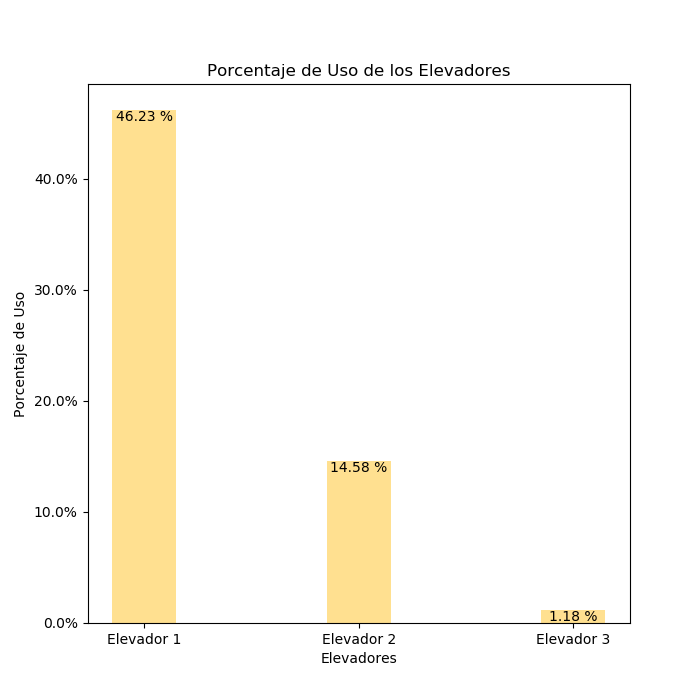 Porcentaje de Uso de los Elevadores
46.23 %
40.0%
30.0%
20.0%
14.58 %
10.0%
1.18 %
0.0%
Porcentaje de Uso
Elevador 1
Elevador 2
Elevador 3
Elevadores